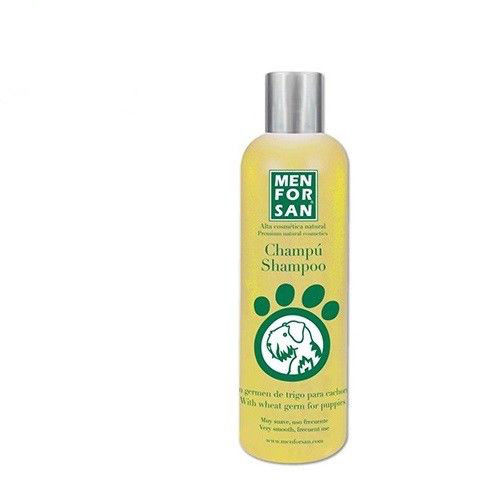 MEN
FOR
SAN®
Alta cosmética natural
Premium natural cosmetics
Champú
Shampoo
germen de trigo para cachor
With wheat germ for puppies
Muy suave, uso frecuente
Very smooth, frecuent use
www.menforsan.com